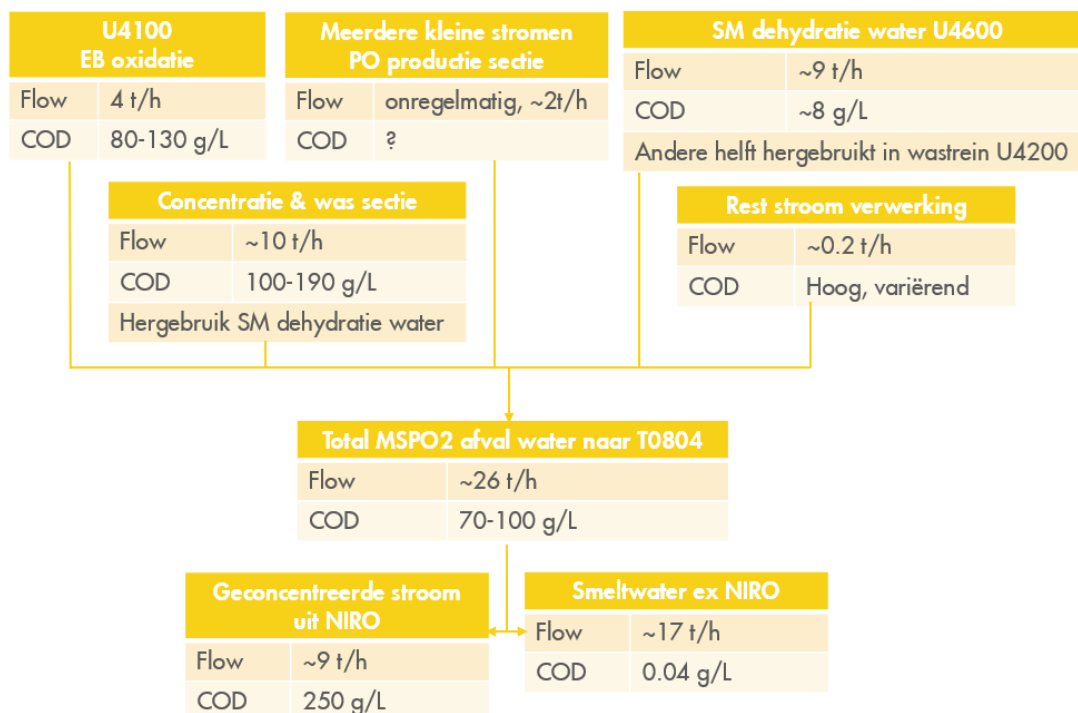 U4100
EB oxidatie
Flow 4 t/h
COD 80-130 g/L
Meerdere kleine stromen
PO productie sectie
Flow onregelmatig, ~2t/h
COD ?
SM dehydratie water U4600
Flow ~9 t/h
COD ~8 g/L
Andere helft hergebruikt in wastrein U4200
Concentratie & was sectie
Flow ~10 t/h
COD 100-190 g/L
Hergebruik SM dehydratie water
Rest stroom verwerking
Flow ~0.2 t/h
COD Hoog, variërend
Total MSPO2 afval water naar T0804
Flow ~26 t/h
COD 70-100 g/L
Geconcentreerde stroom
uit NIRO
Flow ~9 t/h
COD 250 g/L
Smeltwater ex NIRO
Flow ~17 t/h
COD 0.04 g/L